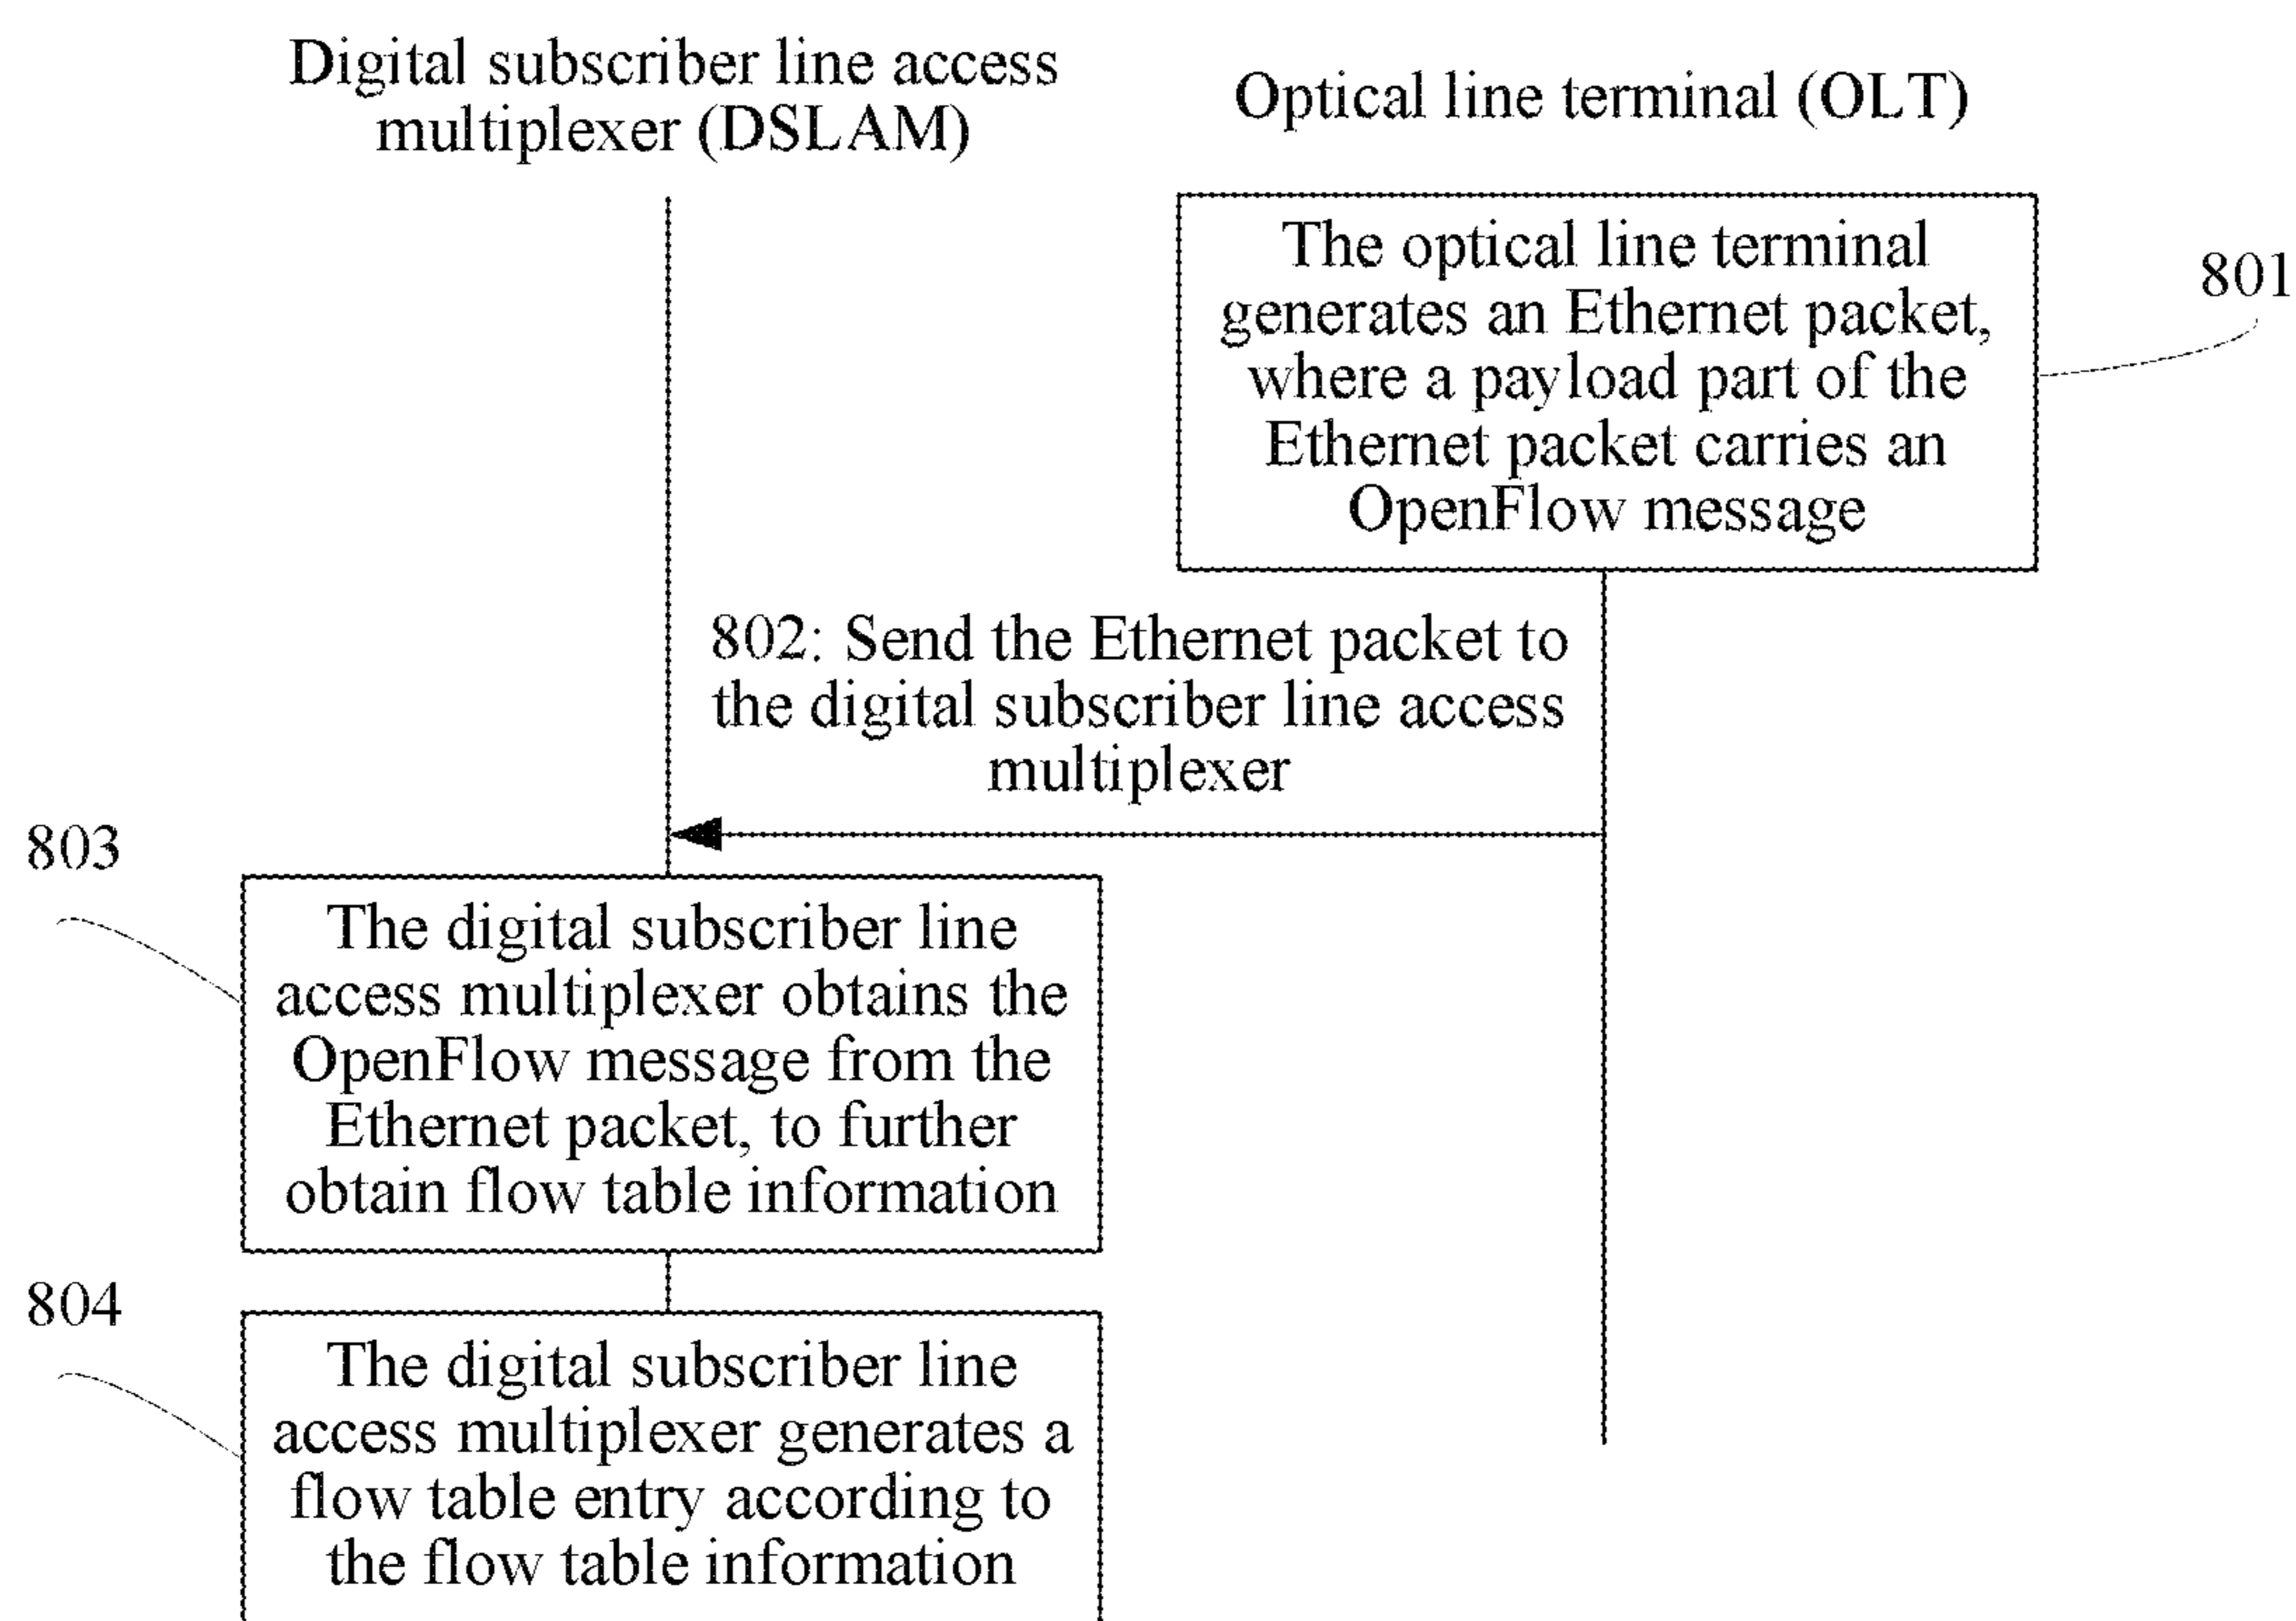 Digital subscriber line access
multiplexer (DSLAM)
Optical line terminal (OLT)
The optical line terminal
generates an Ethernet packet,
where a payload part of the
Ethernet packet carries an
OpenFlow message
801
802: Send the Ethernet packet to
the digital subscriber line access
multiplexer
803
The digital subscriber line
access multiplexer obtains the
OpenFlow message from the
Ethernet packet, to further
obtain flow table information
804
The digital subscriber line
access multiplexer generates a
flow table entry according to
the flow table information